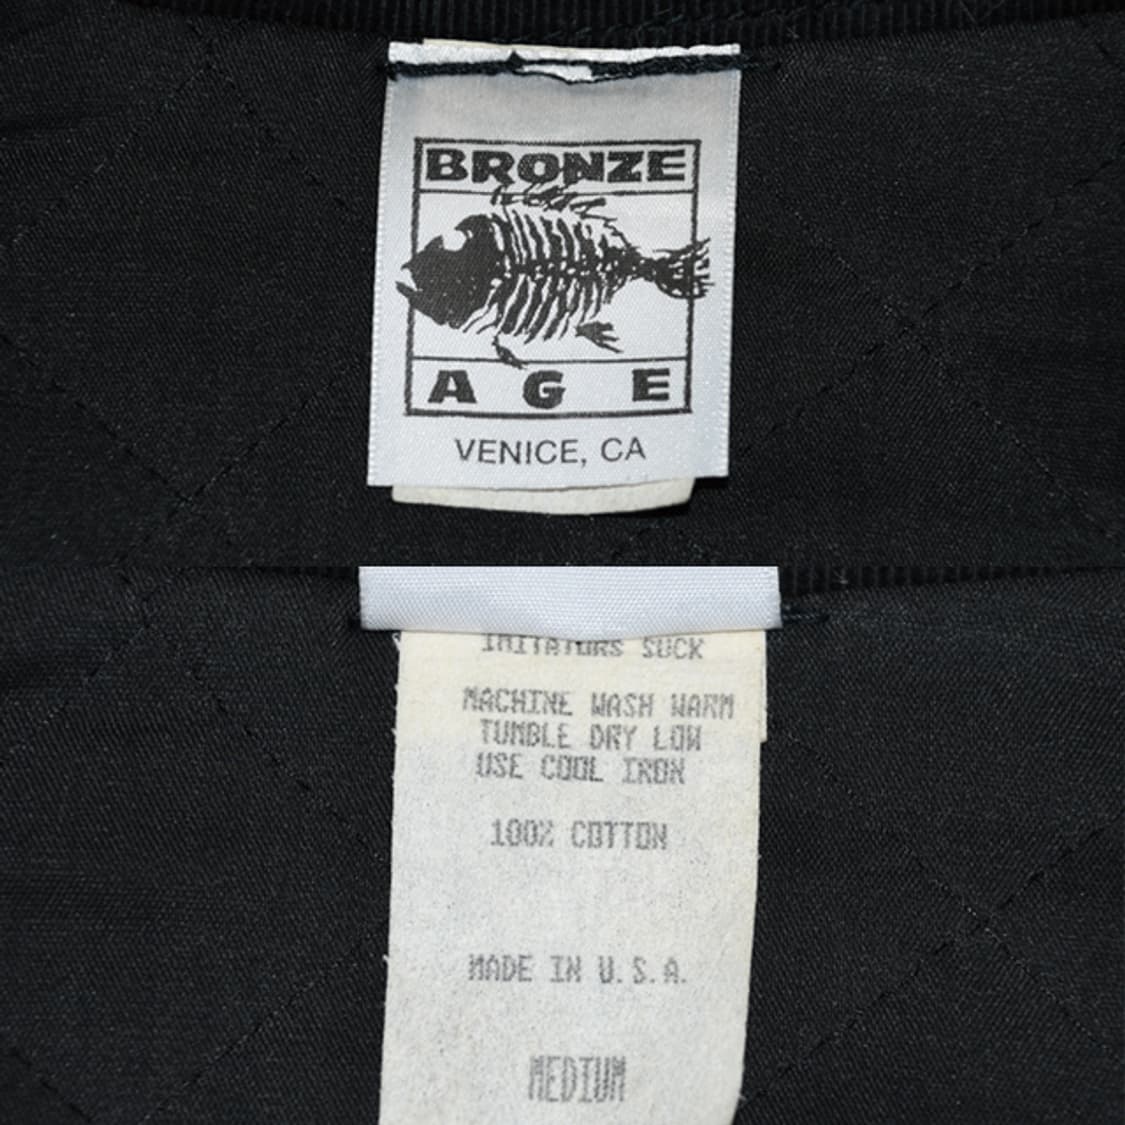 BRONZE
AGE
VENICE, CA
IMITATORS SUCK
MACHINE WASH WARM
TUMBLE DRY LOW
USE COOL IRON
100% COTTON
MADE IN U.S.A.
MEDIUM